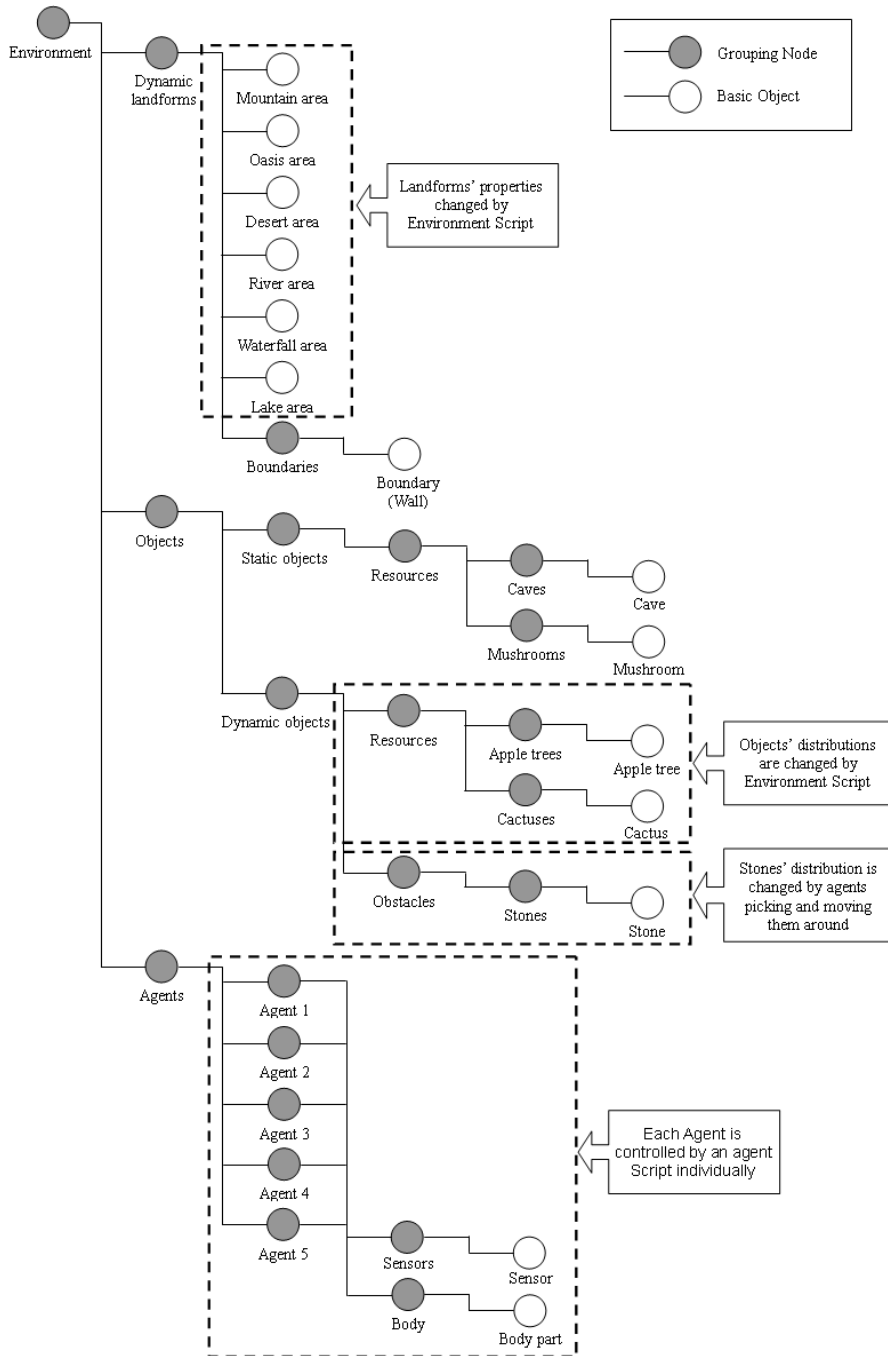 Environment
Dynamic
landforms
Mountain area
Oasis area
Desert area
River area
Waterfall area
Lake area
Boundaries
Boundary
(Wall)
Grouping Node
Basic Object
Landforms' properties
changed by
Environment Script
Objects
Static objects
Resources
Caves
Cave
Mushrooms
Mushroom
Dynamic objects
Resources
Apple trees
Apple tree
Cactuses
Cactus
Objects' distributions
are changed by
Environment Script
Obstacles
Stones
Stone
Stones' distribution is
changed by agents
picking and moving
them around
Agents
Agent 1
Agent 2
Agent 3
Agent 4
Agent 5
Sensors
Sensor
Body
Body part
Each Agent is
controlled by an agent
Script individually